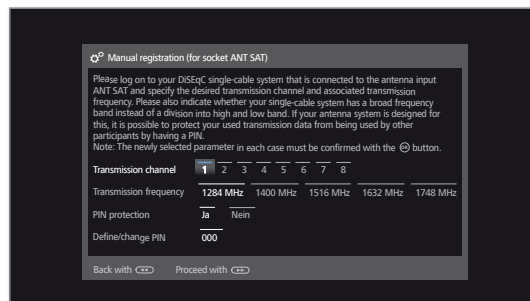 Manual registration (for socket ANT SAT)
Please log on to your DiSEqC single-cable system that is connected to the antenna input
ANT SAT and specify the desired transmission channel and associated transmission
frequency. Please also indicate whether your single-cable system has a broad frequency
band instead of a division into high and low band. If your antenna system is designed for
this, it is possible to protect your used transmission data from being used by other
participants by having a PIN.
Note: The newly selected parameter in each case must be confirmed with the OK button.
Transmission channel 1 2 3 4 5 6 7 8
Transmission frequency 1284 MHz 1400 MHz 1516 MHz 1632 MHz 1748 MHz
PIN protection Ja Nein
Define/change PIN 000
Back with Proceed with